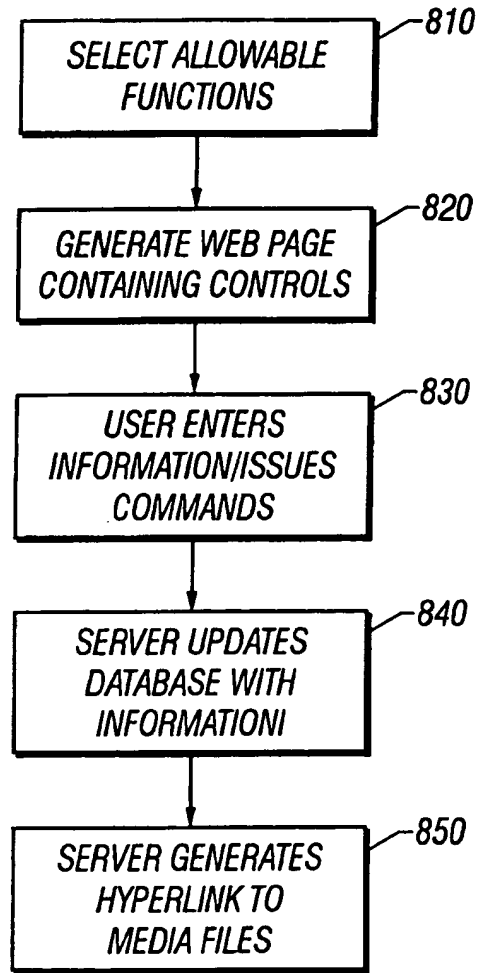 810
SELECT ALLOWABLE
FUNCTIONS
820
GENERATE WEB PAGE
CONTAINING CONTROLS
830
USER ENTERS
INFORMATION/ISSUES
COMMANDS
840
SERVER UPDATES
DATABASE WITH
INFORMATIONI
850
SERVER GENERATES
HYPERLINK TO
MEDIA FILES